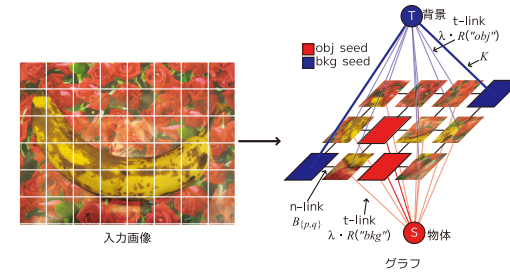 T 背景
t-link
λ・R("obj")
K
obj seed
bkg seed
n-link
B{p,q}
t-link
λ・R("bkg")
S 物体
入力画像
グラフ